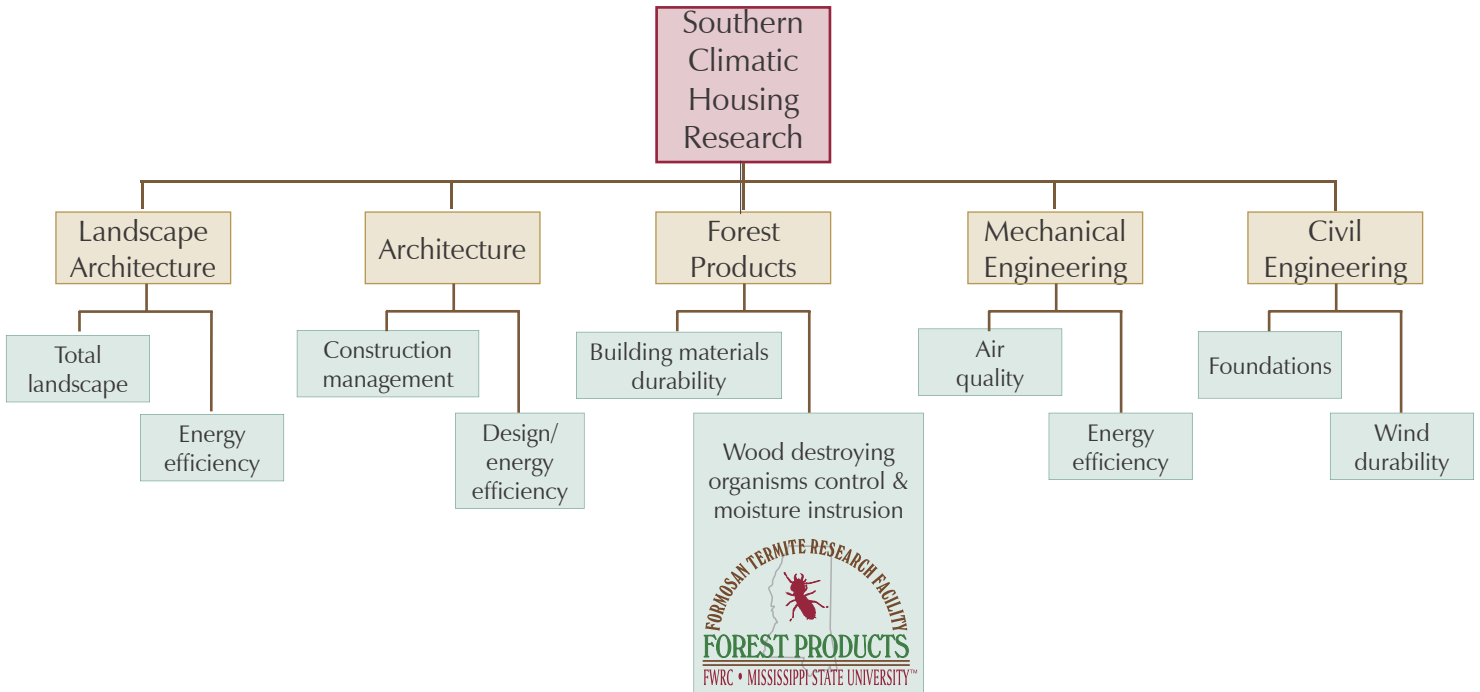 Southern
Climatic
Housing
Research
Landscape
Architecture
Architecture
Forest
Products
Mechanical
Engineering
Civil
Engineering
Total
landscape
Energy
efficiency
Construction
management
Design/
energy
efficiency
Building materials
durability
Wood destroying
organisms control &
moisture instrusion
FORMOSAN TERMITE RESEARCH FACILITY
FOREST PRODUCTS
FWRC • MISSISSIPPI STATE UNIVERSITY™
Air
quality
Energy
efficiency
Foundations
Wind
durability